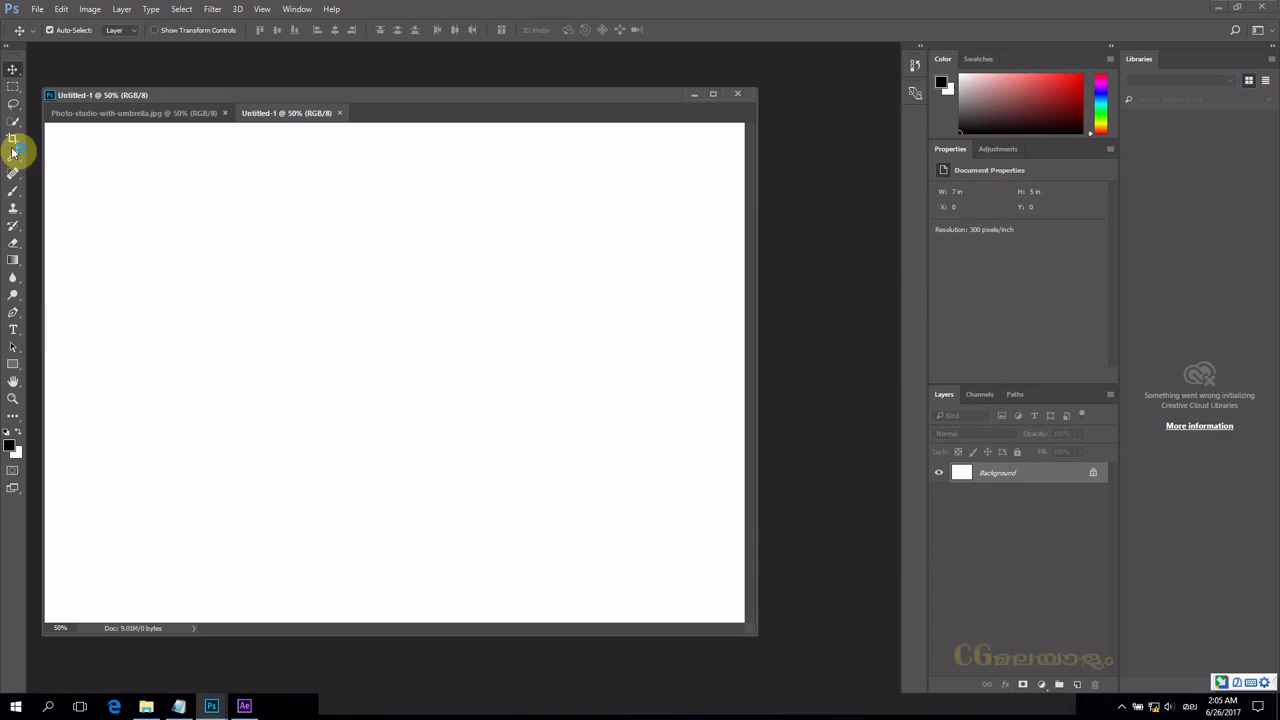 Ps File Edit Image Layer Type Select Filter 3D View Window Help
Auto-Select: Layer Show Transform Controls 3D Mode:
Untitled-1 @ 50% (RGB/8)
Photo-studio-with-umbrella.jpg @ 50% (RGB/8) × Untitled-1 @ 50% (RGB/8) ×
50% Doc: 9.01M/0 bytes
Color Swatches
Properties Adjustments
Document Properties
W: 7 in H: 5 in
X: 0 Y: 0
Resolution: 300 pixels/inch
Layers Channels Paths
Kind
Normal Opacity: 100%
Lock: Fill: 100%
Background
Libraries
Something went wrong initializing
Creative Cloud Libraries
More information
CGമലയാളം
Ps Ae
2:05 AM
6/26/2017